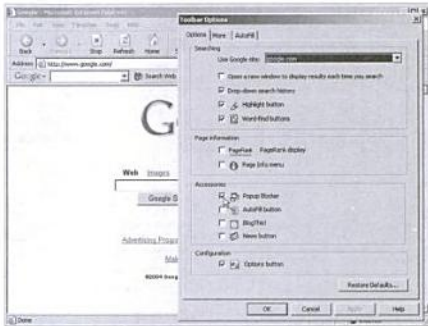 Google - Microsoft Internet Explorer
Back
Stop Refresh Home
Address http://www.google.com/
Google
Search Web
G
Web Images
Google S
Advertising Progra
©2004 Goog
Done
Toolbar Options
Options More AutoFill
Searching
Use Google site: google.com
Open a new window to display results each time you search
Drop-down search history
Highlight button
Word-find buttons
Page information
PageRank PageRank display
Page Info menu
Accessories
Popup Blocker
AutoFill button
BlogThis!
News button
Configuration
Options button
Restore Defaults...
OK Cancel Apply Help